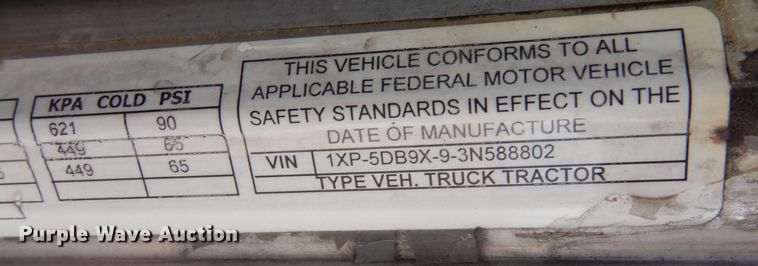 KPA COLD PSI
621 90
449 65
449 65
THIS VEHICLE CONFORMS TO ALL
APPLICABLE FEDERAL MOTOR VEHICLE
SAFETY STANDARDS IN EFFECT ON THE
DATE OF MANUFACTURE
VIN 1XP-5DB9X-9-3N588802
TYPE VEH. TRUCK TRACTOR
Purple Wave Auction